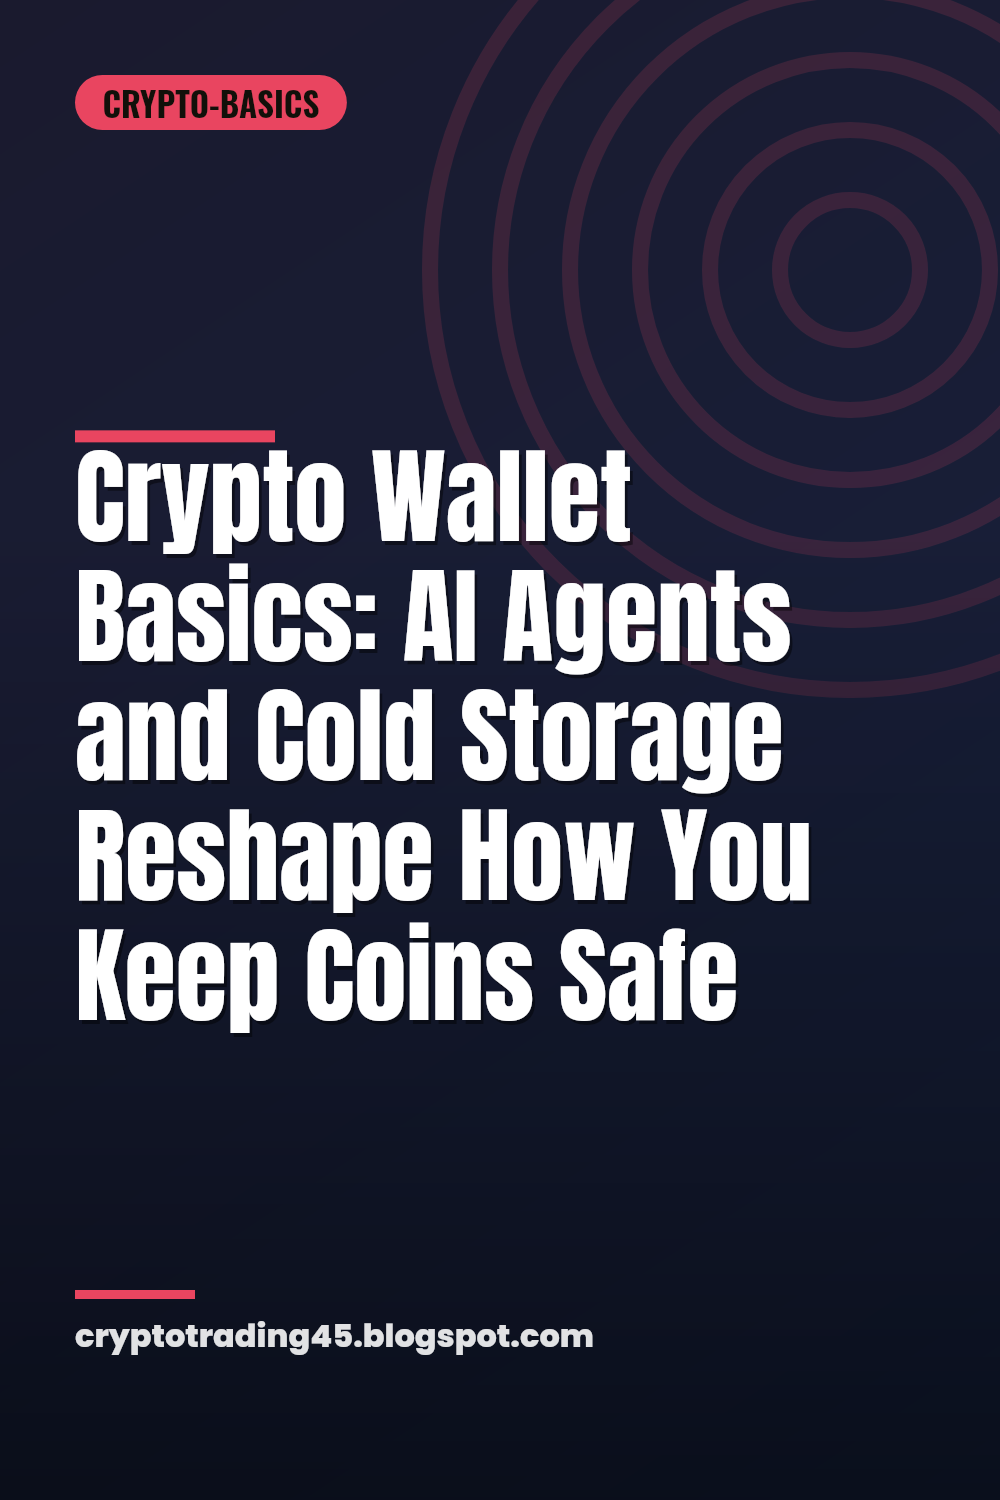 CRYPTO-BASICS
Crypto Wallet
Basics: AI Agents
and Cold Storage
Reshape How You
Keep Coins Safe
cryptotrading45.blogspot.com